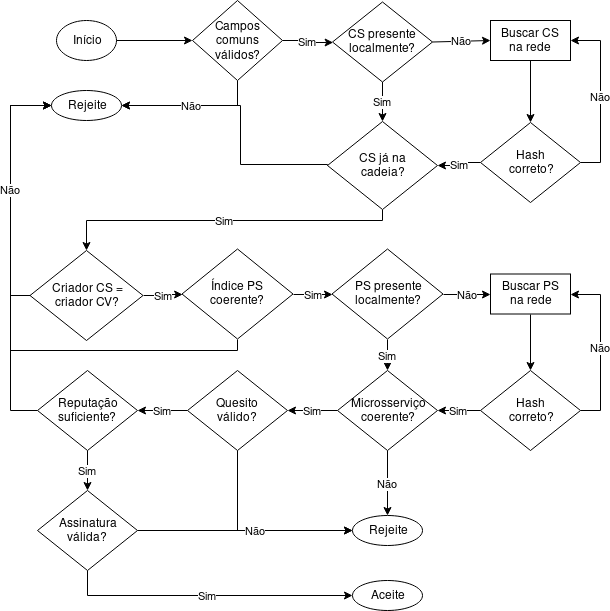 Início
Campos
comuns
válidos?
Sim
CS presente
localmente?
Não
Buscar CS
na rede
Rejeite
Não
Sim
Não
CS já na
cadeia?
Sim
Hash
correto?
Não
Sim
Criador CS =
criador CV?
Sim
Índice PS
coerente?
Sim
PS presente
localmente?
Não
Buscar PS
na rede
Sim
Não
Reputação
suficiente?
Sim
Quesito
válido?
Sim
Microsserviço
coerente?
Sim
Hash
correto?
Sim
Não
Assinatura
válida?
Não
Rejeite
Sim
Aceite